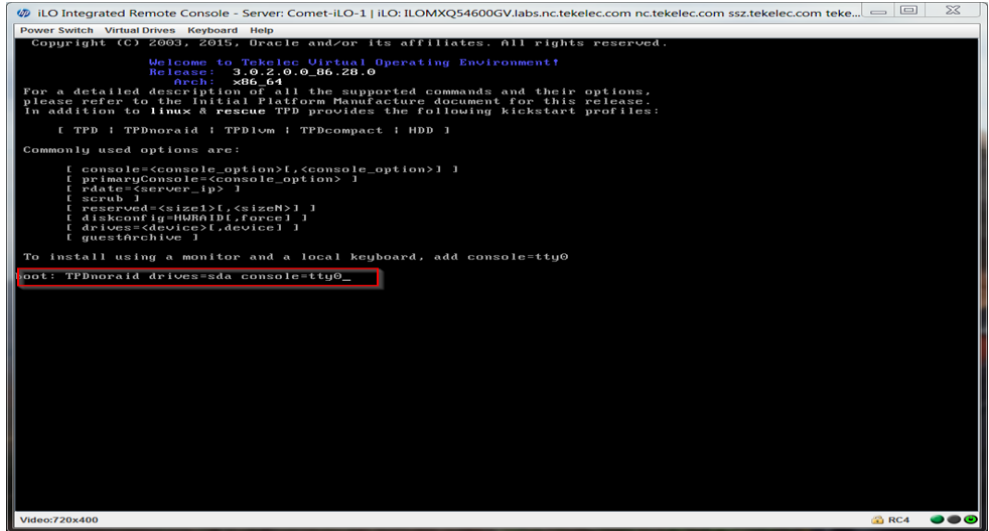 iLO Integrated Remote Console - Server: Comet-iLO-1 | iLO: ILOMXQ54600GV.labs.nc.tekelec.com nc.tekelec.com ssz.tekelec.com teke...
Power Switch Virtual Drives Keyboard Help
Copyright (C) 2003, 2015, Oracle and/or its affiliates. All rights reserved.
Welcome to Tekelec Virtual Operating Environment!
Release: 3.0.2.0.0_86.28.0
Arch: x86_64
For a detailed description of all the supported commands and their options,
please refer to the Initial Platform Manufacture document for this release.
In addition to linux & rescue TPD provides the following kickstart profiles:
[ TPD | TPDnoraid | TPDlvm | TPDcompact | HDD ]
Commonly used options are:
[ console=<console_option>[,<console_option>] ]
[ primaryConsole=<console_option> ]
[ rdate=<server_ip> ]
[ scrub ]
[ reserved=<size1>[,<sizeN>] ]
[ diskconfig=HWRAID[,force] ]
[ drives=<device>[,device] ]
[ guestArchive ]
To install using a monitor and a local keyboard, add console=tty0
boot: TPDnoraid drives=sda console=tty0_
Video:720x400
RC4